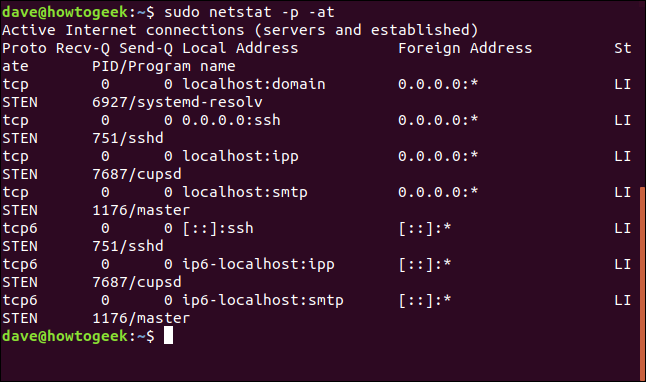 dave@howtogeek:~$ sudo netstat -p -at
Active Internet connections (servers and established)
Proto Recv-Q Send-Q Local Address           Foreign Address         St
ate       PID/Program name
tcp        0      0 localhost:domain        0.0.0.0:*               LI
STEN      6927/systemd-resolv
tcp        0      0 0.0.0.0:ssh             0.0.0.0:*               LI
STEN      751/sshd
tcp        0      0 localhost:ipp           0.0.0.0:*               LI
STEN      7687/cupsd
tcp        0      0 localhost:smtp          0.0.0.0:*               LI
STEN      1176/master
tcp6       0      0 [::]:ssh                [::]:*                  LI
STEN      751/sshd
tcp6       0      0 ip6-localhost:ipp       [::]:*                  LI
STEN      7687/cupsd
tcp6       0      0 ip6-localhost:smtp      [::]:*                  LI
STEN      1176/master
dave@howtogeek:~$